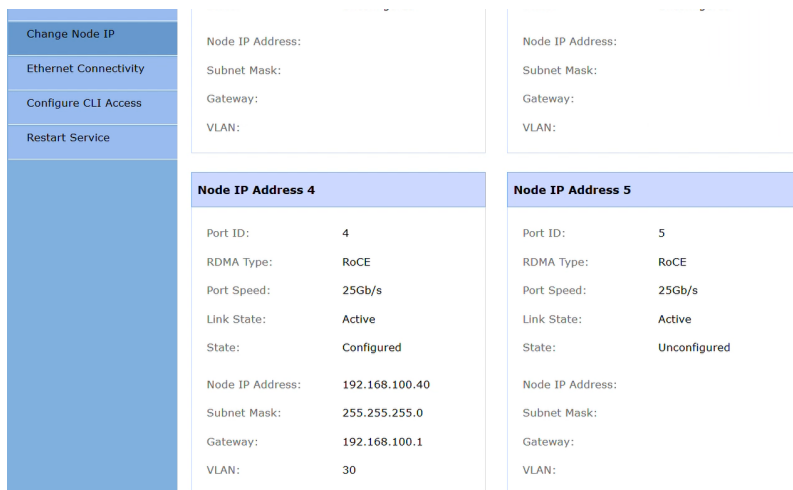 Change Node IP
Ethernet Connectivity
Configure CLI Access
Restart Service
Node IP Address:
Subnet Mask:
Gateway:
VLAN:
Node IP Address:
Subnet Mask:
Gateway:
VLAN:
Node IP Address 4
Port ID: 4
RDMA Type: RoCE
Port Speed: 25Gb/s
Link State: Active
State: Configured
Node IP Address: 192.168.100.40
Subnet Mask: 255.255.255.0
Gateway: 192.168.100.1
VLAN: 30
Node IP Address 5
Port ID: 5
RDMA Type: RoCE
Port Speed: 25Gb/s
Link State: Active
State: Unconfigured
Node IP Address:
Subnet Mask:
Gateway:
VLAN: